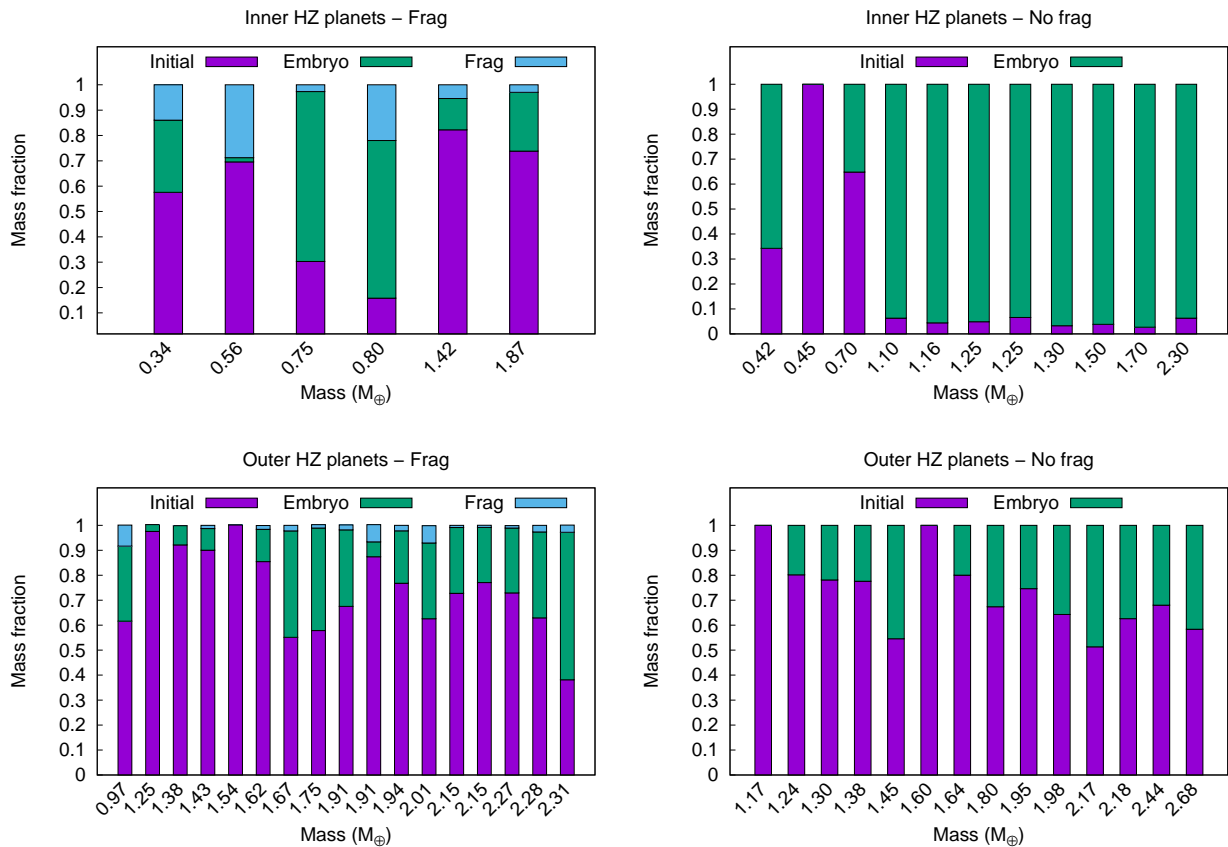 Inner HZ planets – Frag
Initial Embryo Frag
Mass fraction
1
0.9
0.8
0.7
0.6
0.5
0.4
0.3
0.2
0.1
0.34 0.56 0.75 0.80 1.42 1.87
Mass (M⊕)
Inner HZ planets – No frag
Initial Embryo
Mass fraction
1
0.9
0.8
0.7
0.6
0.5
0.4
0.3
0.2
0.1
0
0.42 0.45 0.70 1.10 1.16 1.25 1.25 1.30 1.50 1.70 2.30
Mass (M⊕)
Outer HZ planets – Frag
Initial Embryo Frag
Mass fraction
1
0.9
0.8
0.7
0.6
0.5
0.4
0.3
0.2
0.1
0
0.97 1.25 1.38 1.43 1.54 1.62 1.67 1.75 1.91 1.91 1.94 2.01 2.15 2.15 2.27 2.28 2.31
Mass (M⊕)
Outer HZ planets – No frag
Initial Embryo
Mass fraction
1
0.9
0.8
0.7
0.6
0.5
0.4
0.3
0.2
0.1
0
1.17 1.24 1.30 1.38 1.45 1.60 1.64 1.80 1.95 1.98 2.17 2.18 2.44 2.68
Mass (M⊕)